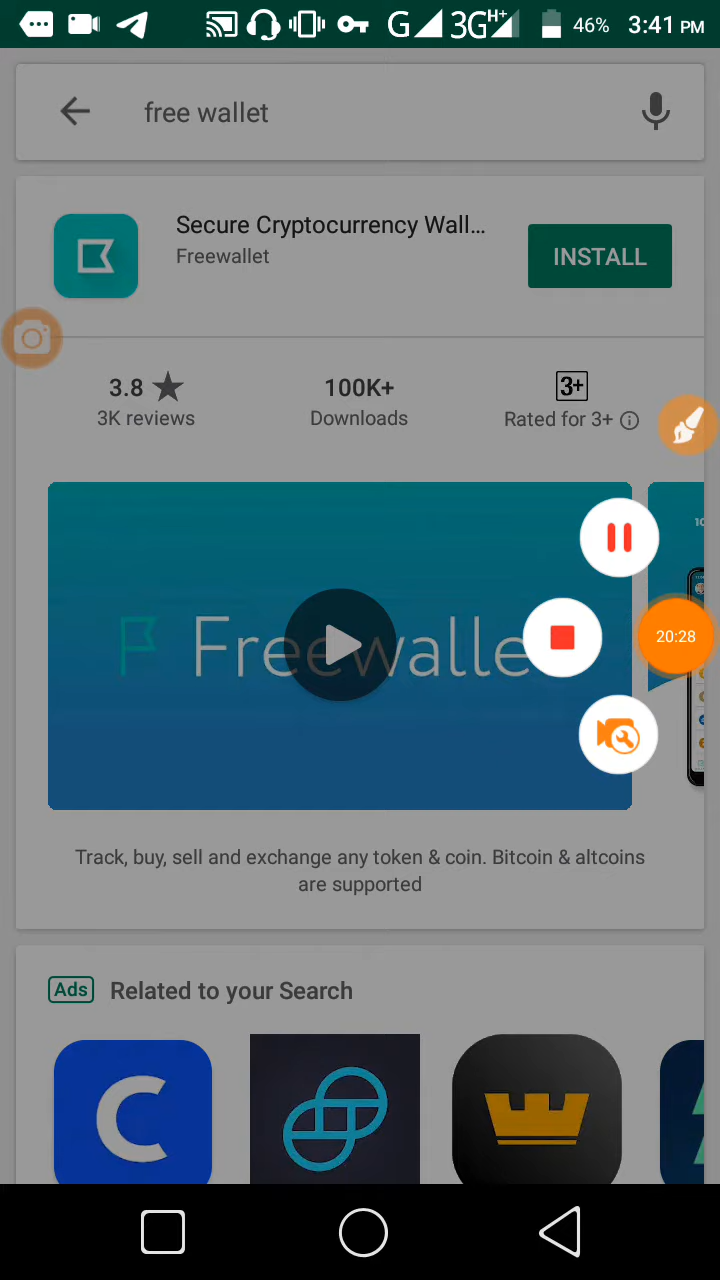 G 3G H+ 46% 3:41 PM
free wallet
Secure Cryptocurrency Wall...
Freewallet
INSTALL
3.8 ★
3K reviews
100K+
Downloads
3+
Rated for 3+
Freewalle
20:28
Track, buy, sell and exchange any token & coin. Bitcoin & altcoins
are supported
Ads Related to your Search